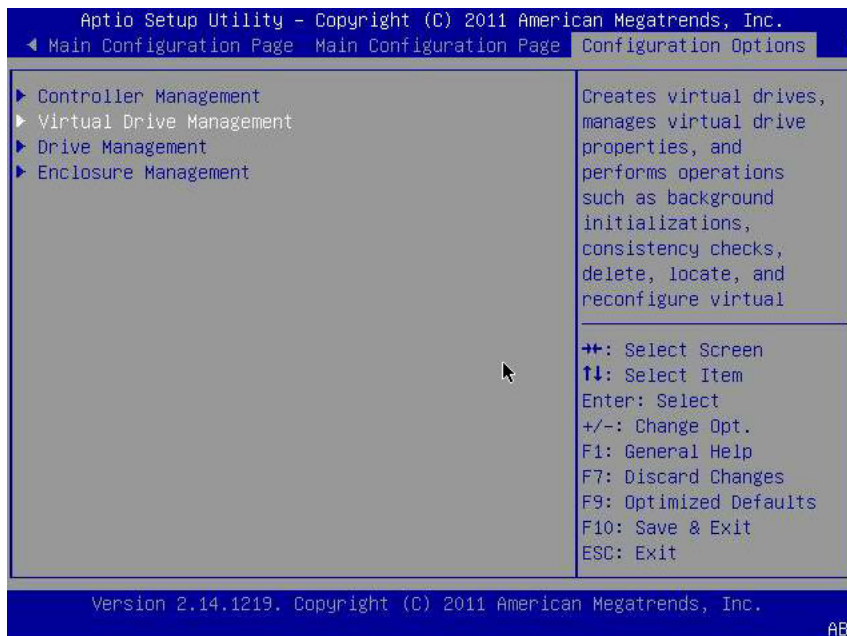 Aptio Setup Utility – Copyright (C) 2011 American Megatrends, Inc.
Main Configuration Page Main Configuration Page Configuration Options
Controller Management
Virtual Drive Management
Drive Management
Enclosure Management
Creates virtual drives,
manages virtual drive
properties, and
performs operations
such as background
initializations,
consistency checks,
delete, locate, and
reconfigure virtual
→←: Select Screen
↑↓: Select Item
Enter: Select
+/-: Change Opt.
F1: General Help
F7: Discard Changes
F9: Optimized Defaults
F10: Save & Exit
ESC: Exit
Version 2.14.1219. Copyright (C) 2011 American Megatrends, Inc.
AB